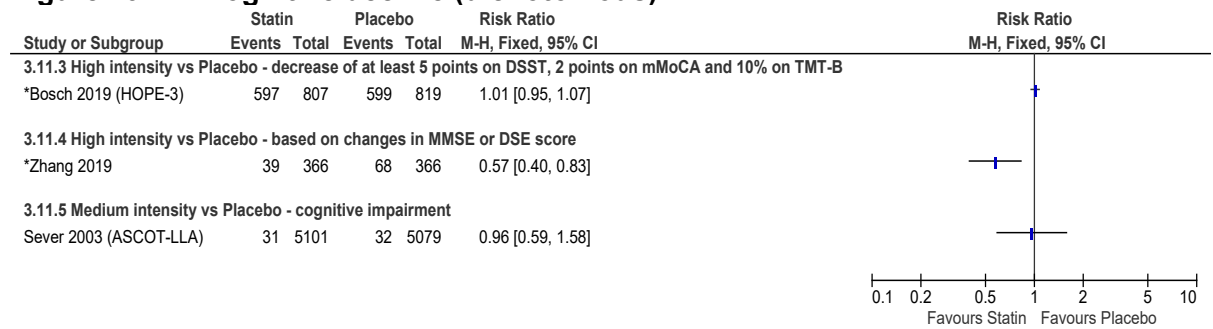 Statin Placebo Risk Ratio Risk Ratio
Study or Subgroup Events Total Events Total M-H, Fixed, 95% CI M-H, Fixed, 95% CI
3.11.3 High intensity vs Placebo - decrease of at least 5 points on DSST, 2 points on mMoCA and 10% on TMT-B
*Bosch 2019 (HOPE-3) 597 807 599 819 1.01 [0.95, 1.07]
3.11.4 High intensity vs Placebo - based on changes in MMSE or DSE score
*Zhang 2019 39 366 68 366 0.57 [0.40, 0.83]
3.11.5 Medium intensity vs Placebo - cognitive impairment
Sever 2003 (ASCOT-LLA) 31 5101 32 5079 0.96 [0.59, 1.58]
0.1 0.2 0.5 1 2 5 10
Favours Statin Favours Placebo